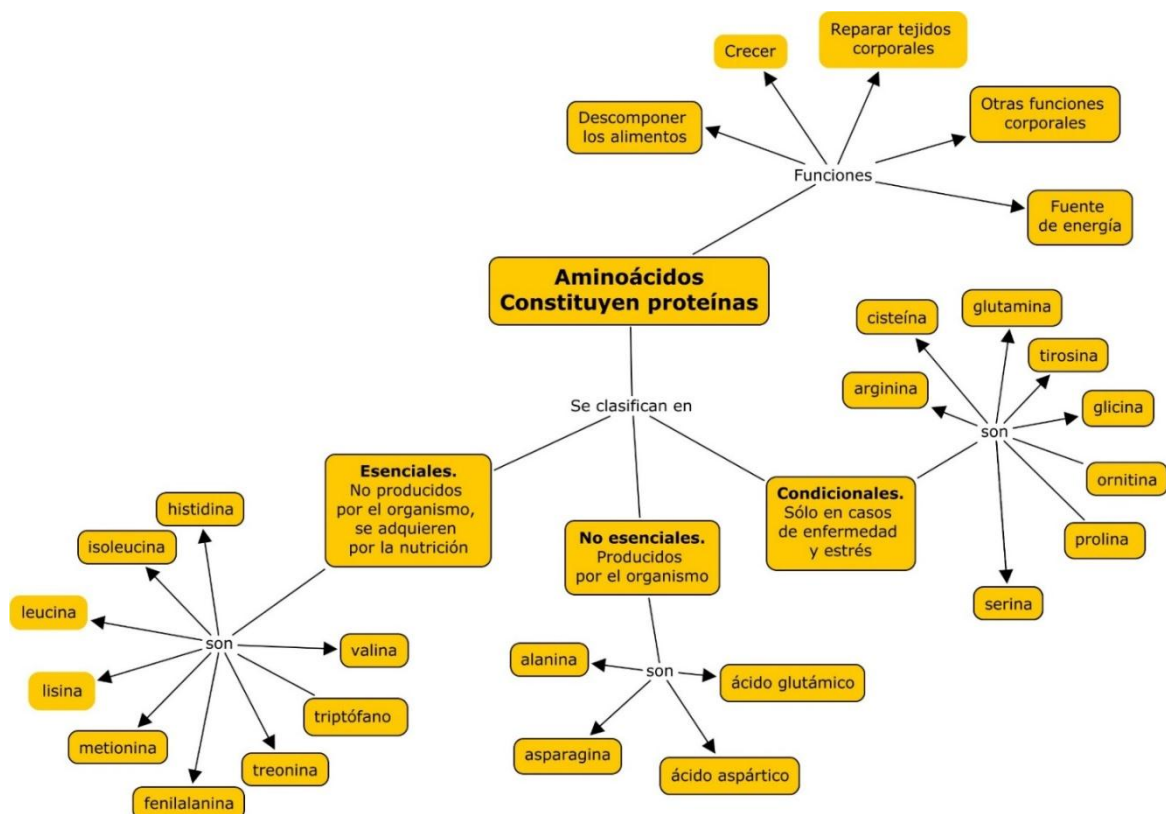 Reparar tejidos
corporales
Crecer
Otras funciones
corporales
Descomponer
los alimentos
Funciones
Fuente
de energía
Aminoácidos
Constituyen proteínas
cisteína
glutamina
tirosina
arginina
glicina
Se clasifican en
son
ornitina
prolina
serina
Esenciales.
No producidos
por el organismo,
se adquieren
por la nutrición
Condicionales.
Sólo en casos
de enfermedad
y estrés
No esenciales.
Producidos
por el organismo
histidina
isoleucina
leucina
son
valina
lisina
triptófano
metionina
treonina
fenilalanina
alanina
son
ácido glutámico
asparagina
ácido aspártico